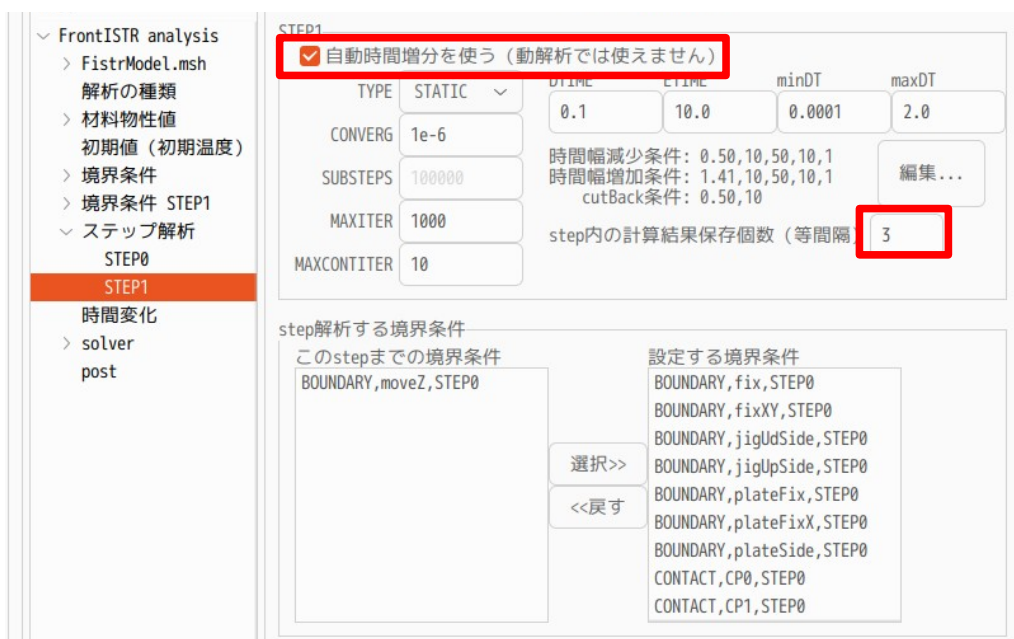 FrontISTR analysis
FistrModel.msh
解析の種類
材料物性値
初期値（初期温度）
境界条件
境界条件 STEP1
ステップ解析
STEP0
STEP1
時間変化
solver
post
STEP1
自動時間増分を使う（動解析では使えません）
TYPE STATIC
CONVERG 1e-6
SUBSTEPS 100000
MAXITER 1000
MAXCONTITER 10
DTIME ETIME minDT maxDT
0.1 10.0 0.0001 2.0
時間幅減少条件: 0.50,10,50,10,1
時間幅増加条件: 1.41,10,50,10,1
cutBack条件: 0.50,10
編集...
step内の計算結果保存個数（等間隔） 3
step解析する境界条件
このstepまでの境界条件
BOUNDARY,moveZ,STEP0
選択>>
<<戻す
設定する境界条件
BOUNDARY,fix,STEP0
BOUNDARY,fixXY,STEP0
BOUNDARY,jigUdSide,STEP0
BOUNDARY,jigUpSide,STEP0
BOUNDARY,plateFix,STEP0
BOUNDARY,plateFixX,STEP0
BOUNDARY,plateSide,STEP0
CONTACT,CP0,STEP0
CONTACT,CP1,STEP0